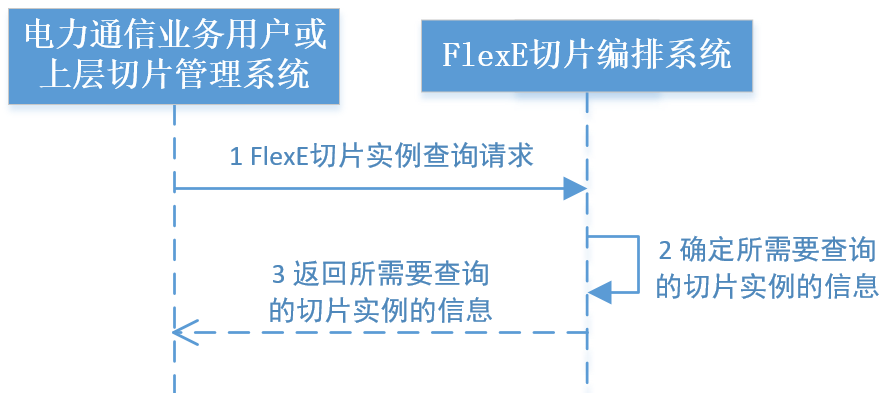 电力通信业务用户或
上层切片管理系统
FlexE切片编排系统
1 FlexE切片实例查询请求
2 确定所需要查询
的切片实例的信息
3 返回所需要查询
的切片实例的信息